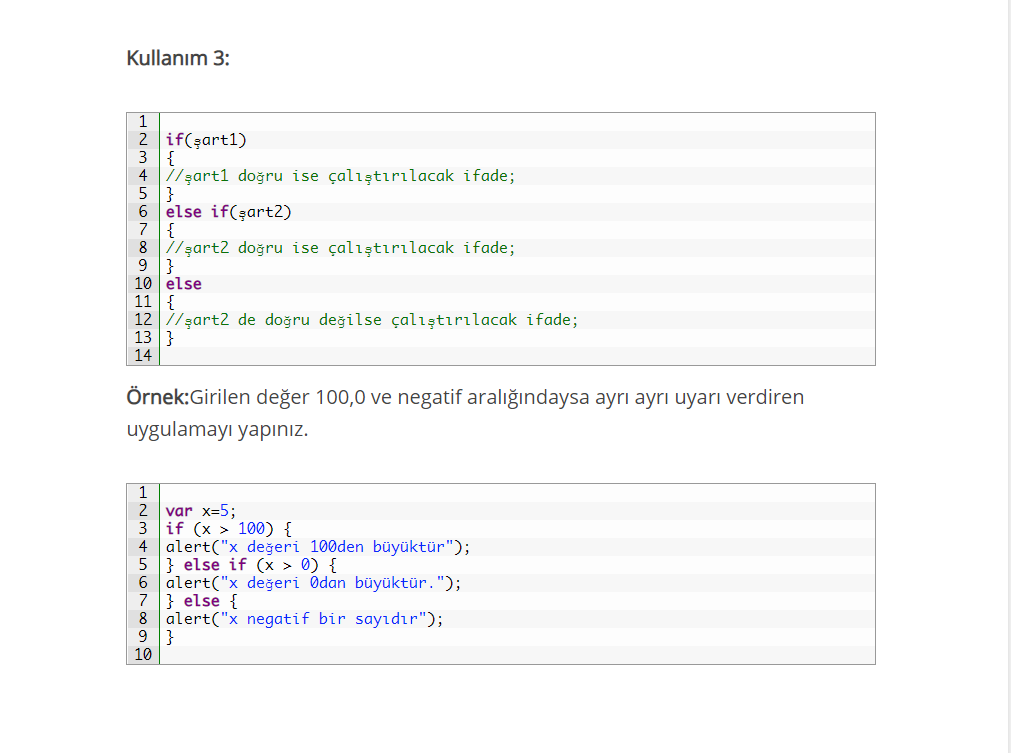 Kullanım 3:
1
2 if(şart1)
3 {
4 //şart1 doğru ise çalıştırılacak ifade;
5 }
6 else if(şart2)
7 {
8 //şart2 doğru ise çalıştırılacak ifade;
9 }
10 else
11 {
12 //şart2 de doğru değilse çalıştırılacak ifade;
13 }
14
Örnek:Girilen değer 100,0 ve negatif aralığındaysa ayrı ayrı uyarı verdiren
uygulamayı yapınız.
1
2 var x=5;
3 if (x > 100) {
4 alert("x değeri 100den büyüktür");
5 } else if (x > 0) {
6 alert("x değeri 0dan büyüktür.");
7 } else {
8 alert("x negatif bir sayıdır");
9 }
10